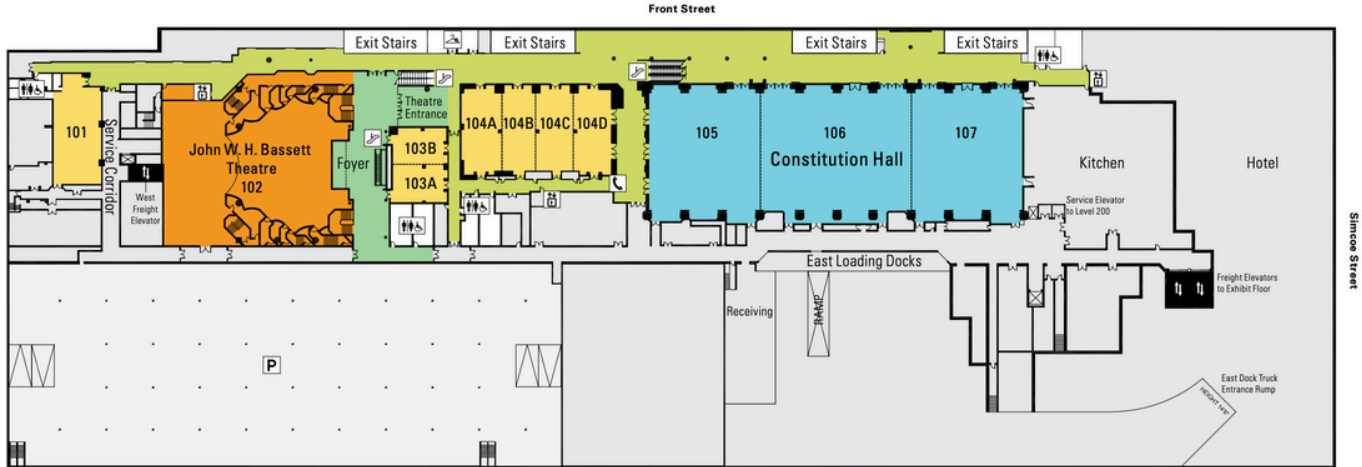 Front Street
Exit Stairs
Exit Stairs
Exit Stairs
Exit Stairs
101
Service Corridor
West
Freight
Elevator
John W. H. Bassett
Theatre
102
Foyer
Theatre
Entrance
103B
103A
104A
104B
104C
104D
105
106
107
Constitution Hall
Kitchen
Hotel
Service Elevator
to Level 200
Simcoe Street
East Loading Docks
Freight Elevators
to Exhibit Floor
Receiving
RAMP
P
East Dock Truck
Entrance Rump
HEIGHT 14'6"